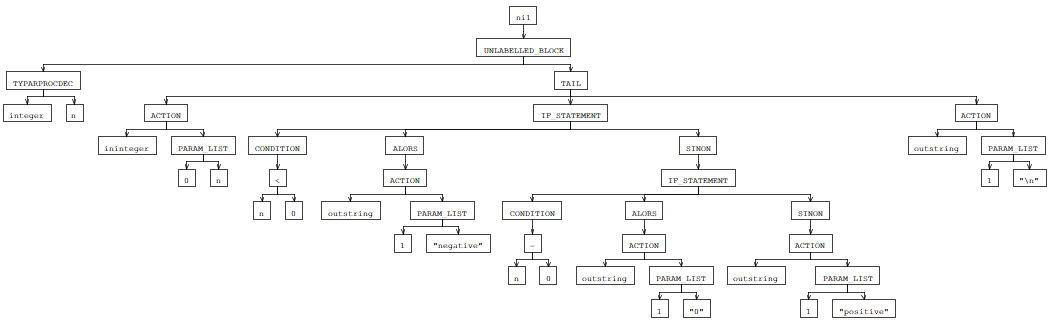 nil
UNLABELLED_BLOCK
TYPARPROCDEC TAIL
integer n ACTION IF_STATEMENT ACTION
ininteger PARAM_LIST CONDITION ALORS SINON outstring PARAM_LIST
0 n < ACTION IF_STATEMENT 1 "\n"
n 0 outstring PARAM_LIST CONDITION ALORS SINON
1 "negative" = ACTION ACTION
n 0 outstring PARAM_LIST outstring PARAM_LIST
1 "0" 1 "positive"